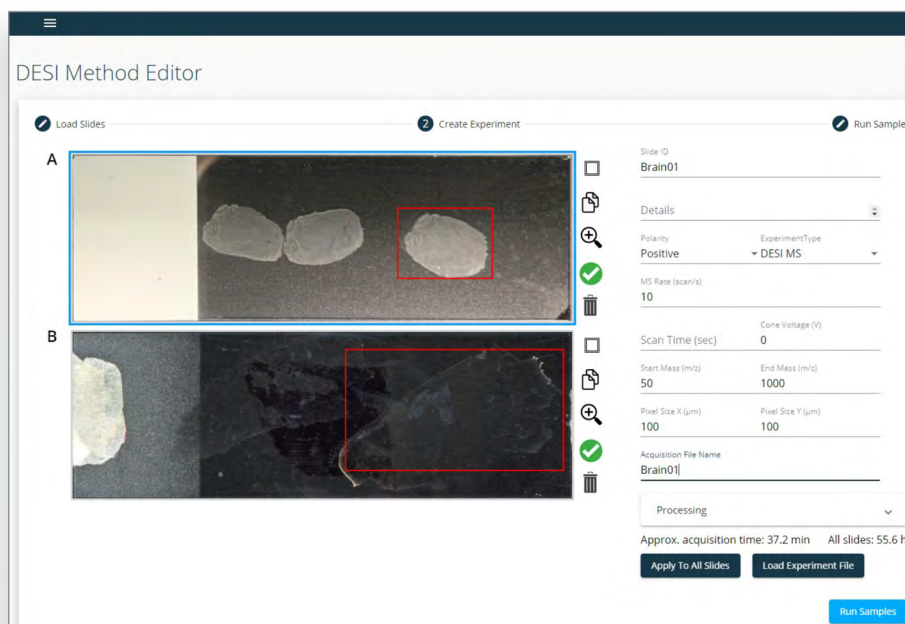 DESI Method Editor
Load Slides
2 Create Experiment
Run Sample
A
B
Slide ID
Brain01
Details
Polarity ExperimentType
Positive DESI MS
MS Rate (scan/s)
10
Cone Voltage (V)
Scan Time (sec) 0
Start Mass (m/z) End Mass (m/z)
50 1000
Pixel Size X (µm) Pixel Size Y (µm)
100 100
Acquisition File Name
Brain01
Processing
Approx. acquisition time: 37.2 min All slides: 55.6 h
Apply To All Slides Load Experiment File
Run Samples